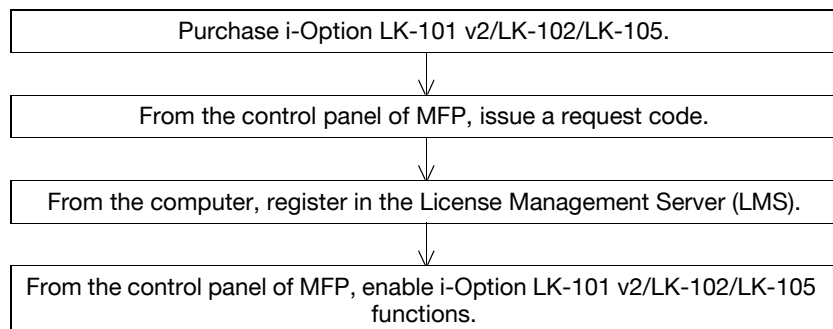 Purchase i-Option LK-101 v2/LK-102/LK-105.
From the control panel of MFP, issue a request code.
From the computer, register in the License Management Server (LMS).
From the control panel of MFP, enable i-Option LK-101 v2/LK-102/LK-105
functions.